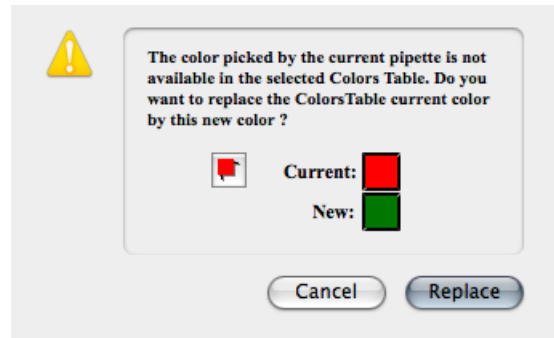 The color picked by the current pipette is not
available in the selected Colors Table. Do you
want to replace the ColorsTable current color
by this new color ?
Current:
New:
Cancel
Replace